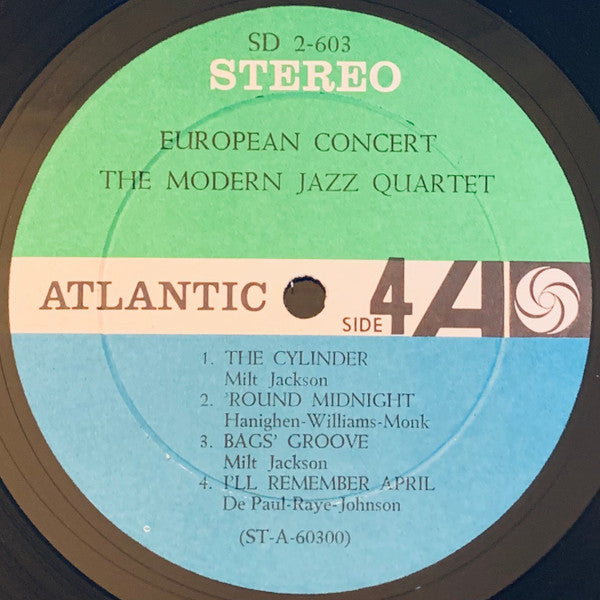 SD 2-603
STEREO
EUROPEAN CONCERT
THE MODERN JAZZ QUARTET
ATLANTIC SIDE 4 A
1. THE CYLINDER
Milt Jackson
2. 'ROUND MIDNIGHT
Hanighen-Williams-Monk
3. BAGS' GROOVE
Milt Jackson
4. I'LL REMEMBER APRIL
De Paul-Raye-Johnson
(ST-A-60300)